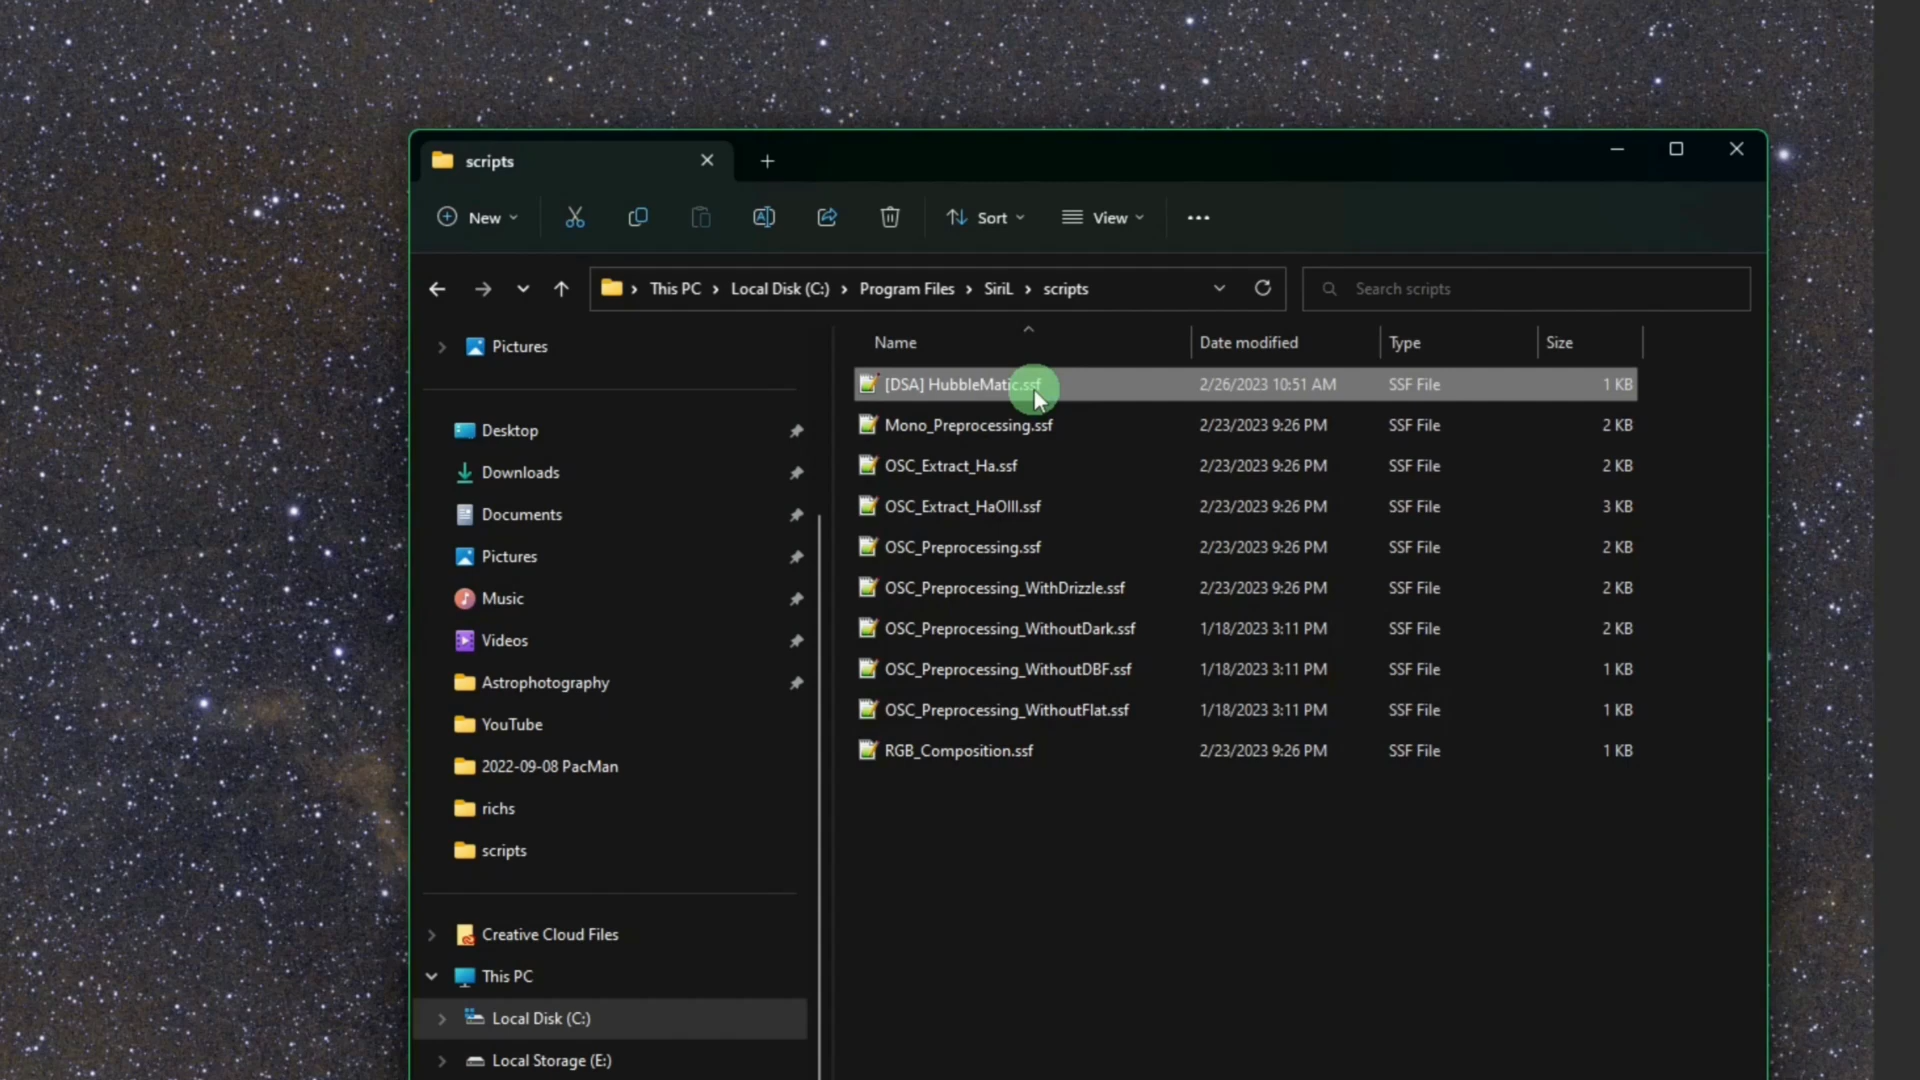 scripts
New
Sort
View
This PC
Local Disk (C:)
Program Files
SiriL
scripts
Search scripts
Pictures
Desktop
Downloads
Documents
Pictures
Music
Videos
Astrophotography
YouTube
2022-09-08 PacMan
richs
scripts
Creative Cloud Files
This PC
Local Disk (C:)
Local Storage (E:)
Name Date modified Type Size
[DSA] HubbleMatic.ssf 2/26/2023 10:51 AM SSF File 1 KB
Mono_Preprocessing.ssf 2/23/2023 9:26 PM SSF File 2 KB
OSC_Extract_Ha.ssf 2/23/2023 9:26 PM SSF File 2 KB
OSC_Extract_HaOIII.ssf 2/23/2023 9:26 PM SSF File 3 KB
OSC_Preprocessing.ssf 2/23/2023 9:26 PM SSF File 2 KB
OSC_Preprocessing_WithDrizzle.ssf 2/23/2023 9:26 PM SSF File 2 KB
OSC_Preprocessing_WithoutDark.ssf 1/18/2023 3:11 PM SSF File 2 KB
OSC_Preprocessing_WithoutDBF.ssf 1/18/2023 3:11 PM SSF File 1 KB
OSC_Preprocessing_WithoutFlat.ssf 1/18/2023 3:11 PM SSF File 1 KB
RGB_Composition.ssf 2/23/2023 9:26 PM SSF File 1 KB